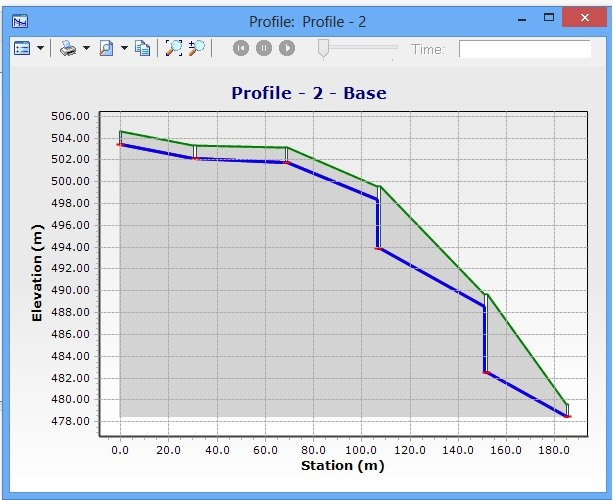 Profile: Profile - 2
Time:
Profile - 2 - Base
506.00
504.00
502.00
500.00
498.00
496.00
494.00
492.00
490.00
488.00
486.00
484.00
482.00
480.00
478.00
Elevation (m)
0.0 20.0 40.0 60.0 80.0 100.0 120.0 140.0 160.0 180.0
Station (m)